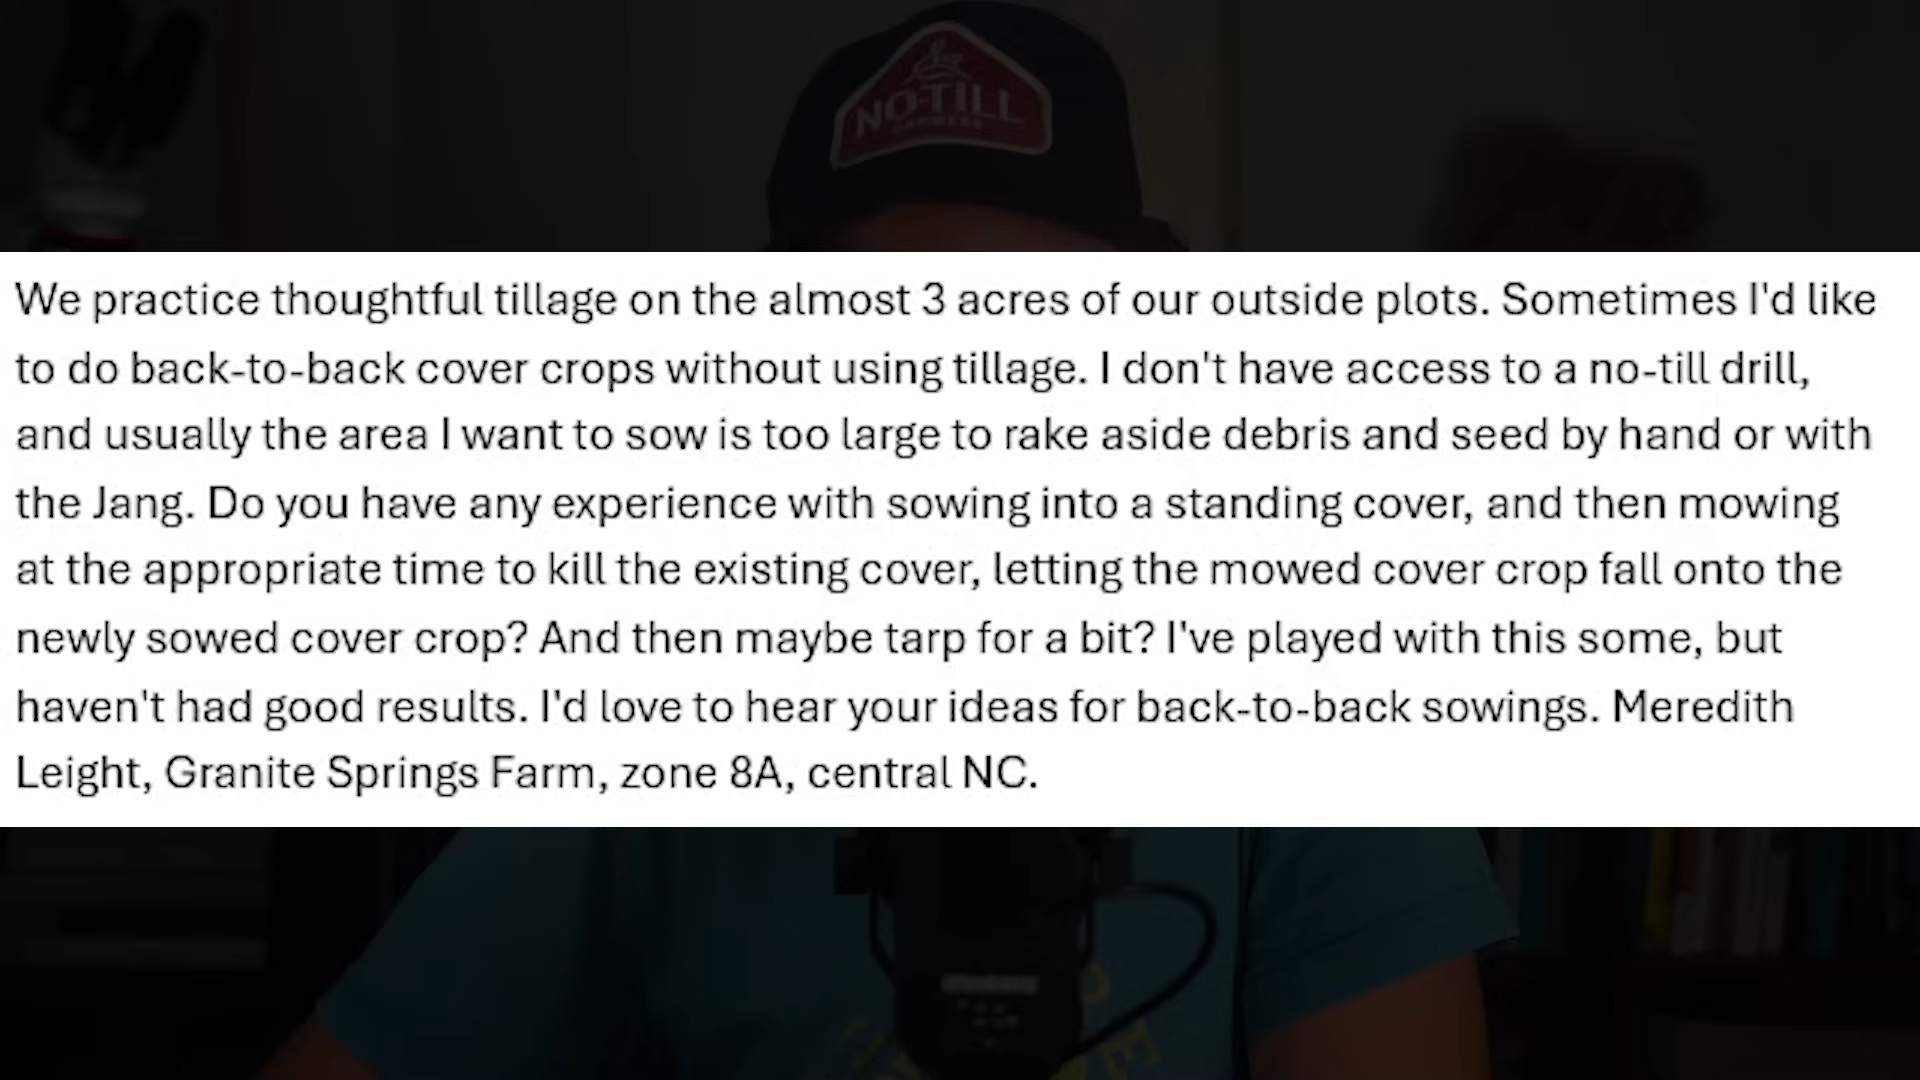 NO-TILL
GROWERS
We practice thoughtful tillage on the almost 3 acres of our outside plots. Sometimes I'd like
to do back-to-back cover crops without using tillage. I don't have access to a no-till drill,
and usually the area I want to sow is too large to rake aside debris and seed by hand or with
the Jang. Do you have any experience with sowing into a standing cover, and then mowing
at the appropriate time to kill the existing cover, letting the mowed cover crop fall onto the
newly sowed cover crop? And then maybe tarp for a bit? I've played with this some, but
haven't had good results. I'd love to hear your ideas for back-to-back sowings. Meredith
Leight, Granite Springs Farm, zone 8A, central NC.